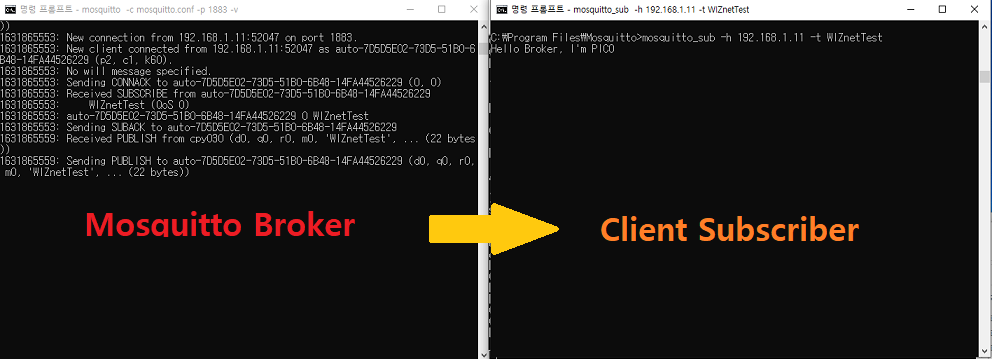 명령 프롬프트 - mosquitto -c mosquitto.conf -p 1883 -v
))
1631865553: New connection from 192.168.1.11:52047 on port 1883.
1631865553: New client connected from 192.168.1.11:52047 as auto-7D5D5E02-73D5-51B0-6
B48-14FA44526229 (p2, c1, k60).
1631865553: No will message specified.
1631865553: Sending CONNACK to auto-7D5D5E02-73D5-51B0-6B48-14FA44526229 (0, 0)
1631865553: Received SUBSCRIBE from auto-7D5D5E02-73D5-51B0-6B48-14FA44526229
1631865553:     WIZnetTest (QoS 0)
1631865553: auto-7D5D5E02-73D5-51B0-6B48-14FA44526229 0 WIZnetTest
1631865553: Sending SUBACK to auto-7D5D5E02-73D5-51B0-6B48-14FA44526229
1631865559: Received PUBLISH from cpy030 (d0, q0, r0, m0, 'WIZnetTest', ... (22 bytes
))
1631865559: Sending PUBLISH to auto-7D5D5E02-73D5-51B0-6B48-14FA44526229 (d0, q0, r0,
 m0, 'WIZnetTest', ... (22 bytes))
Mosquitto Broker
명령 프롬프트 - mosquitto_sub -h 192.168.1.11 -t WIZnetTest
C:₩Program Files₩Mosquitto>mosquitto_sub -h 192.168.1.11 -t WIZnetTest
Hello Broker, I'm PICO
Client Subscriber